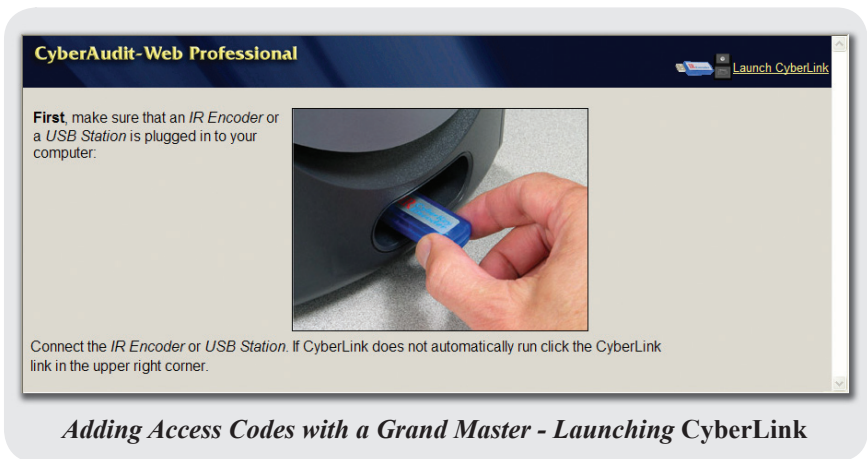 CyberAudit-Web Professional
Launch CyberLink
First, make sure that an IR Encoder or
a USB Station is plugged in to your
computer:
Connect the IR Encoder or USB Station. If CyberLink does not automatically run click the CyberLink
link in the upper right corner.
Adding Access Codes with a Grand Master - Launching CyberLink